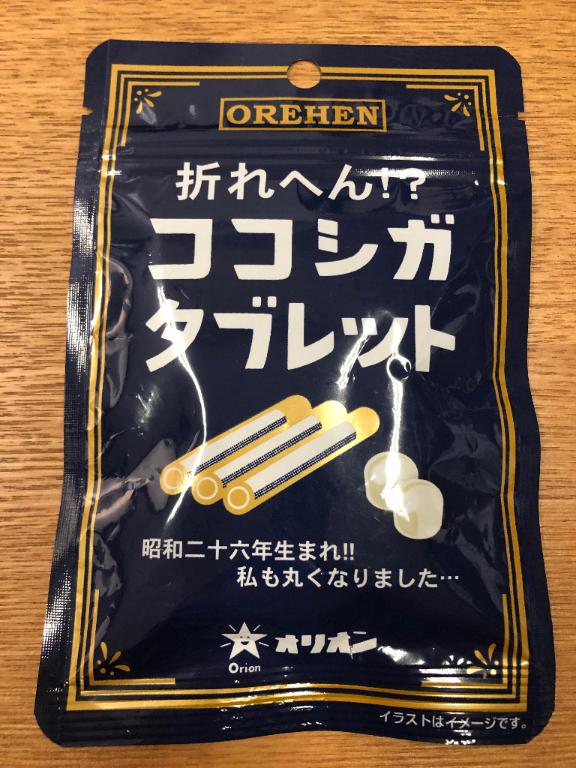 OREHEN
折れへん!?
ココシガ
タブレット
昭和二十六年生まれ!!
私も丸くなりました…
オリオン
Orion
イラストはイメージです。